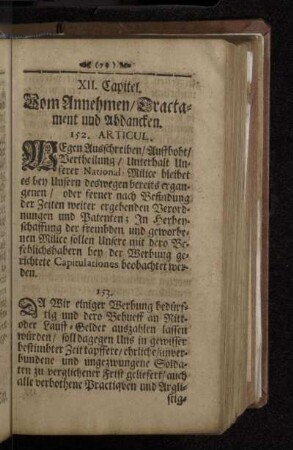 (78)
XII. Capitel.
Vom Annehmen/Tracta-
ment und Abdancken.
152. ARTICUL.
WEgen Ausschreiben/Auffboht/
Vertheilung/Unterhalt Un-
serer National-Milice bleibet
es bey Unsern deswegen bereits ergan-
genen/ oder ferner nach Befindung
der Zeiten weiter ergehenden Verord-
nungen und Patenten; In Herbey-
schaffung der frembden und geworbe-
nen Milice sollen Unsere mit dero Be-
fehlichshabern bey der Werbung ge-
richtete Capitulationes beobachtet wer-
den.
153.
DA Wir einiger Werbung bedürf-
tig und dero Behueff an Ritt-
oder Lauff-Gelder auszahlen lassen
würden/ soll dagegen Uns in gewisser
bestimbter Zeit tapffere/ehrliche/unver-
bundene und ungezwungene Solda-
ten zu verglichener Frist geliefert/auch
alle verbothene Practiqven und Argli-
stig-